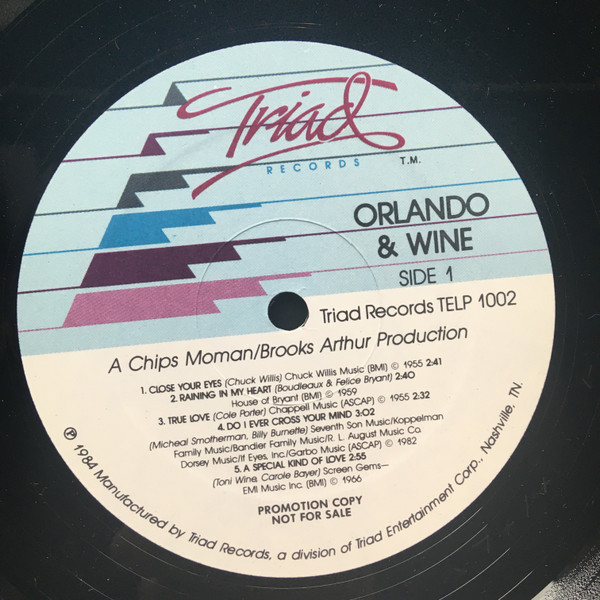 Triad
RECORDS T.M.
ORLANDO
& WINE
SIDE 1
Triad Records TELP 1002
A Chips Moman/Brooks Arthur Production
1. CLOSE YOUR EYES (Chuck Willis) Chuck Willis Music (BMI) © 1955 2:41
2. RAINING IN MY HEART (Boudleaux & Felice Bryant) 2:40
House of Bryant (BMI) © 1959
3. TRUE LOVE (Cole Porter) Chappell Music (ASCAP) © 1955 2:32
4. DO I EVER CROSS YOUR MIND 3:02
(Micheal Smotherman, Billy Burnette) Seventh Son Music/Koppelman
Family Music/Bandier Family Music/R. L. August Music Co.
Dorsey Music/If Eyes, Inc/Garbo Music (ASCAP) © 1982
5. A SPECIAL KIND OF LOVE 2:55
(Toni Wine, Carole Bayer) Screen Gems—
EMI Music Inc. (BMI) © 1966
PROMOTION COPY
NOT FOR SALE
℗ 1984 Manufactured by Triad Records, a division of Triad Entertainment Corp., Nashville, TN.